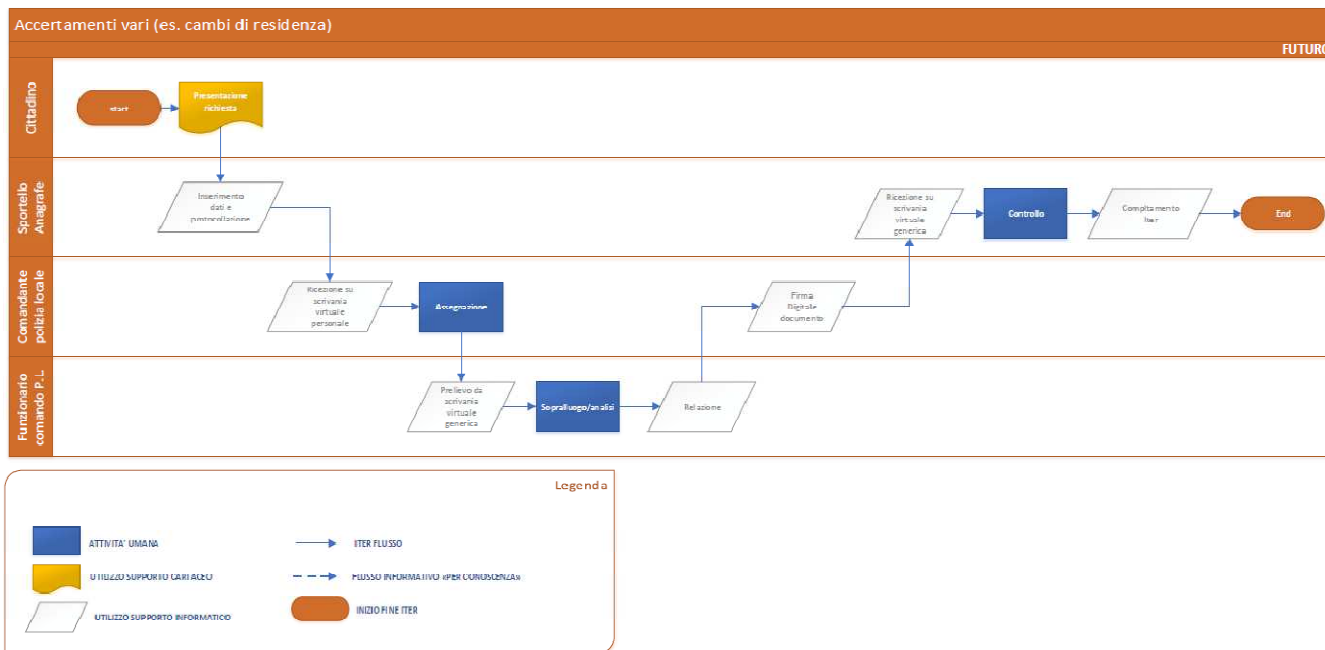 Accertamenti vari (es. cambi di residenza)
FUTURO
Cittadino
start
Presentazione
richiesta
Sportello
Anagrafe
Inserimento
dati e
protocollazione
Ricezione su
scrivania
virtuale
generica
Controllo
Compltamento
Iter
End
Comandante
polizia locale
Ricezione su
scrivania
virtuale
personale
Assegnazione
Firma
Digitale
documento
Funzionario
comando P.L.
Prelievo da
scrivania
virtuale
generica
Sopralluogo/analisi
Relazione
Legenda
ATTIVITA' UMANA
ITER FLUSSO
UTILIZZO SUPPORTO CARTACEO
FLUSSO INFORMATIVO «PER CONOSCENZA»
UTILIZZO SUPPORTO INFORMATICO
INIZIO FINE ITER